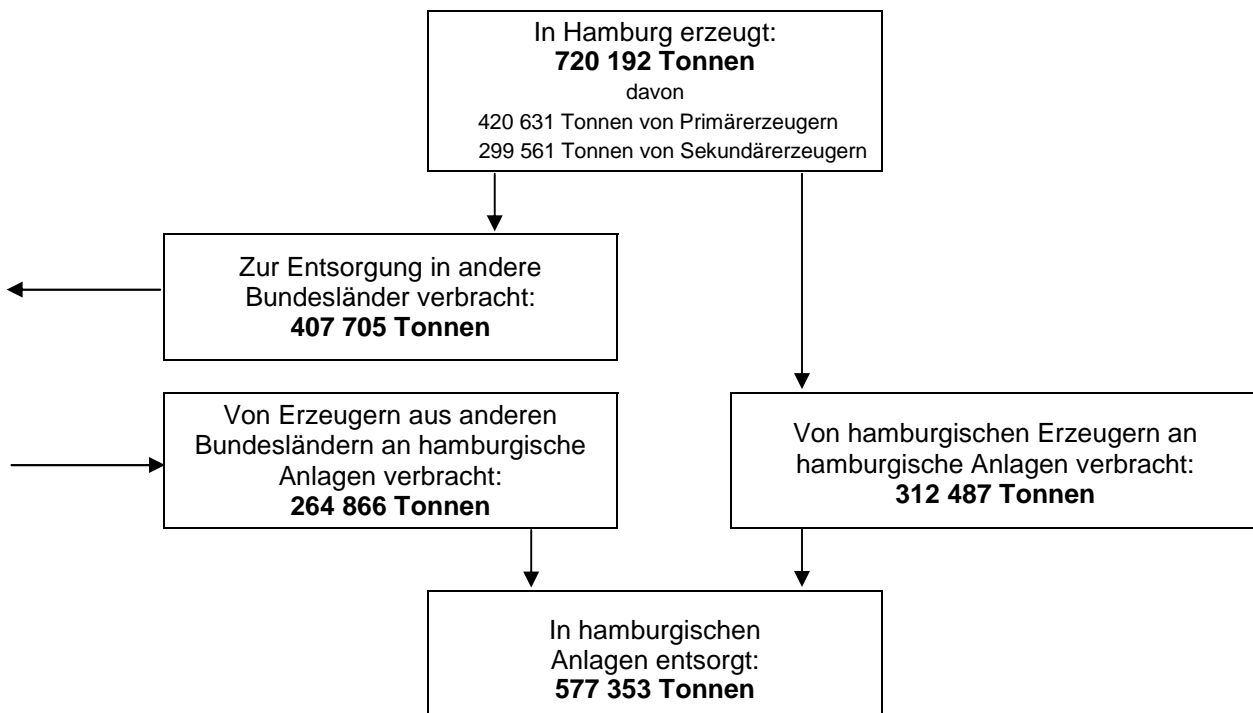 In Hamburg erzeugt:
720 192 Tonnen
davon
420 631 Tonnen von Primärerzeugern
299 561 Tonnen von Sekundärerzeugern
Zur Entsorgung in andere
Bundesländer verbracht:
407 705 Tonnen
Von Erzeugern aus anderen
Bundesländern an hamburgische
Anlagen verbracht:
264 866 Tonnen
Von hamburgischen Erzeugern an
hamburgische Anlagen verbracht:
312 487 Tonnen
In hamburgischen
Anlagen entsorgt:
577 353 Tonnen